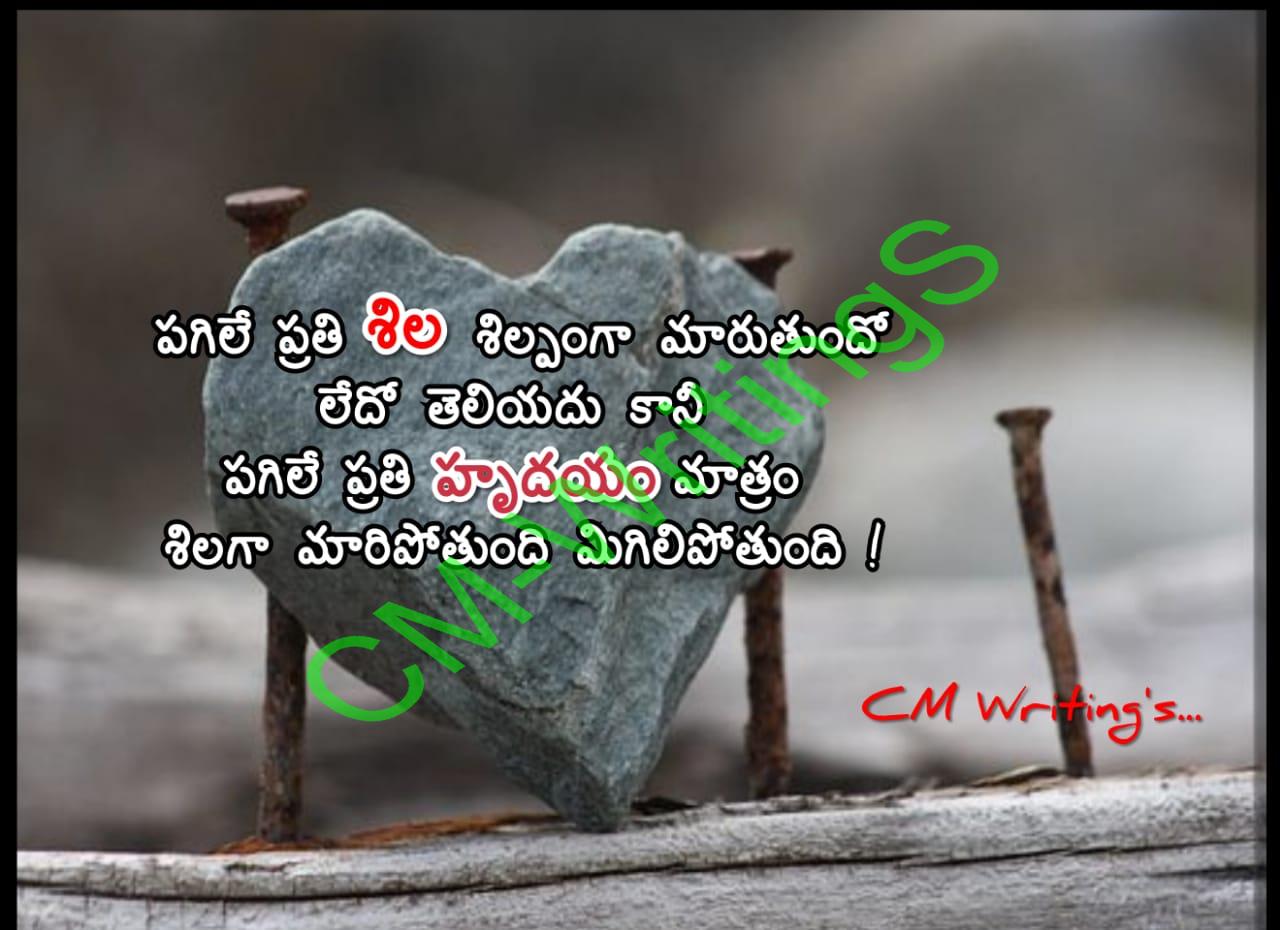 పగిలే ప్రతి శిల శిల్పంగా మారుతుందో
లేదో తెలియదు కానీ
పగిలే ప్రతి హృదయం మాత్రం
శిలగా మారిపోతుంది మిగిలిపోతుంది !
CM-WritingS
CM Writing's...